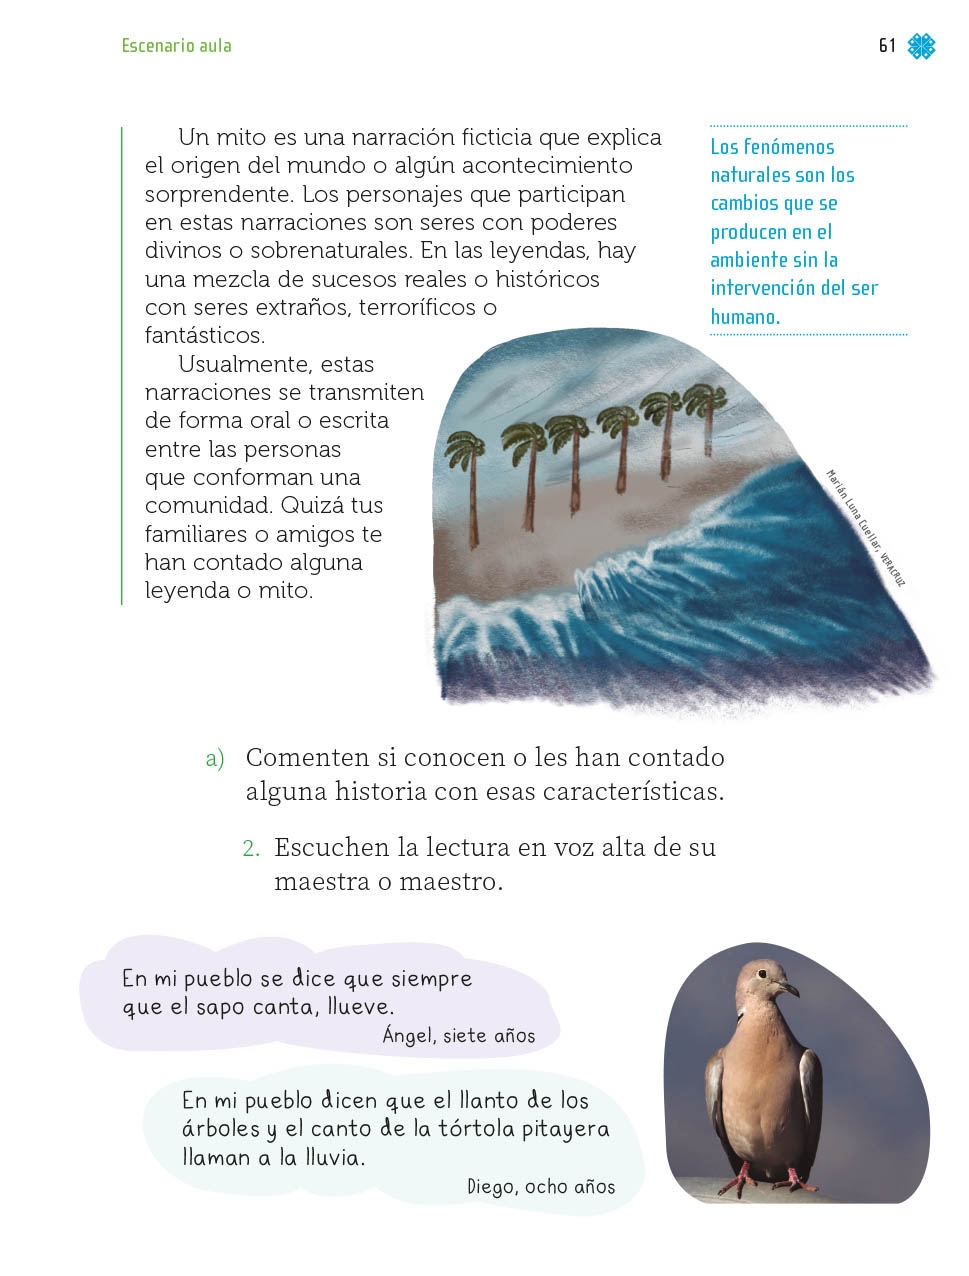 Escenario aula
61
Un mito es una narración ficticia que explica
el origen del mundo o algún acontecimiento
sorprendente. Los personajes que participan
en estas narraciones son seres con poderes
divinos o sobrenaturales. En las leyendas, hay
una mezcla de sucesos reales o históricos
con seres extraños, terroríficos o
fantásticos.
Usualmente, estas
narraciones se transmiten
de forma oral o escrita
entre las personas
que conforman una
comunidad. Quizá tus
familiares o amigos te
han contado alguna
leyenda o mito.
Los fenómenos
naturales son los
cambios que se
producen en el
ambiente sin la
intervención del ser
humano.
Marián Luna Cuellar, VERACRUZ
a) Comenten si conocen o les han contado
alguna historia con esas características.
2. Escuchen la lectura en voz alta de su
maestra o maestro.
En mi pueblo se dice que siempre
que el sapo canta, llueve.
Ángel, siete años
En mi pueblo dicen que el llanto de los
árboles y el canto de la tórtola pitayera
llaman a la lluvia.
Diego, ocho años